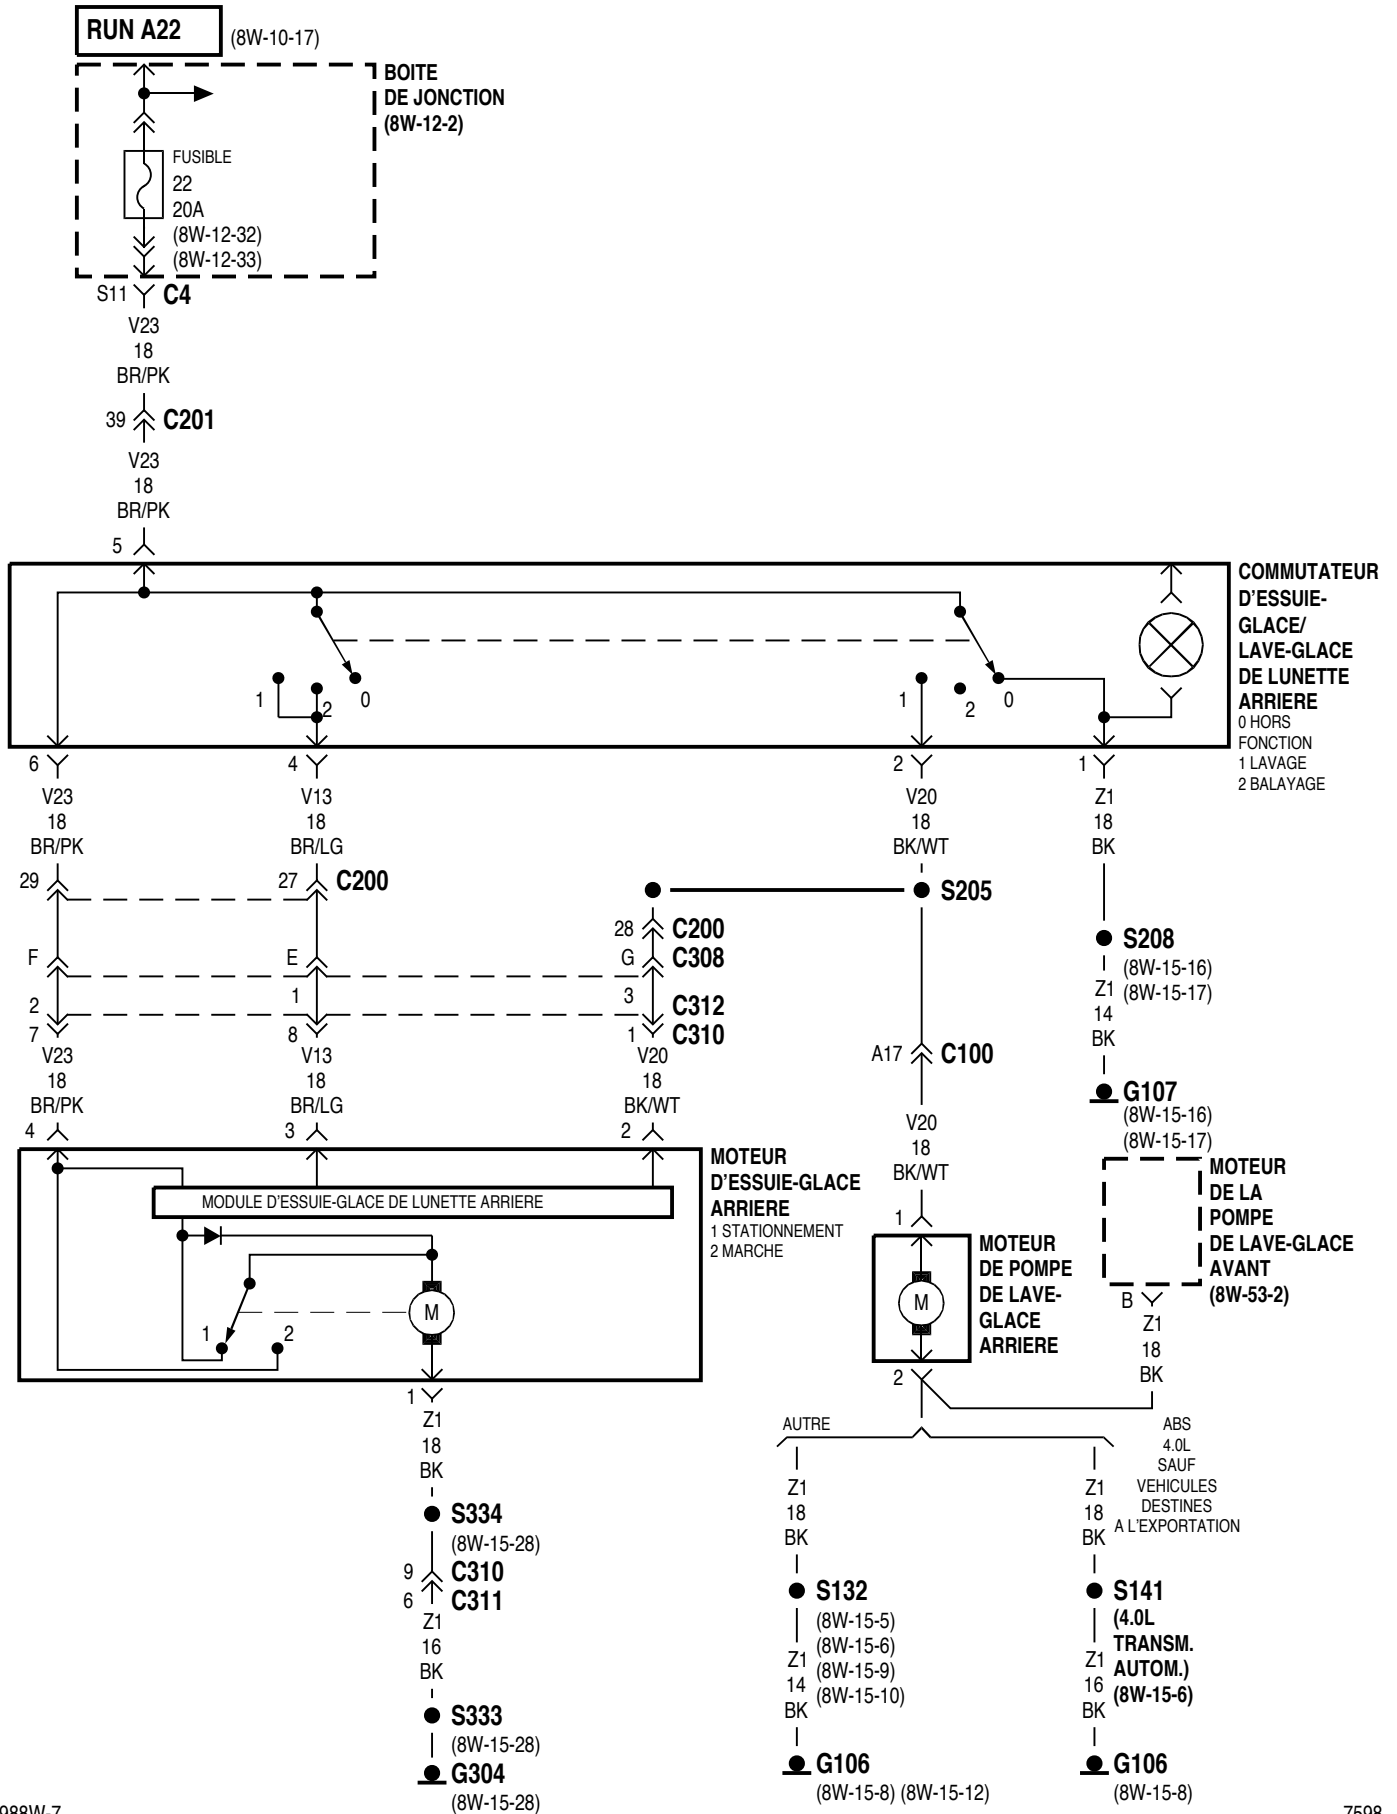 RUN A22
(8W-10-17)
BOITE
DE JONCTION
(8W-12-2)
FUSIBLE
22
20A
(8W-12-32)
(8W-12-33)
S11 C4
V23
18
BR/PK
39 C201
V23
18
BR/PK
5
COMMUTATEUR
D'ESSUIE-
GLACE/
LAVE-GLACE
DE LUNETTE
ARRIERE
0 HORS
FONCTION
1 LAVAGE
2 BALAYAGE
1 2 0
1 2 0
6
V23
18
BR/PK
4
V13
18
BR/LG
2
V20
18
BK/WT
1
Z1
18
BK
29
27 C200
S205
28 C200
G C308
F
E
2
1
3 C312
7
8
1 C310
V23
18
BR/PK
4
V13
18
BR/LG
3
V20
18
BK/WT
2
S208
(8W-15-16)
(8W-15-17)
Z1
14
BK
G107
(8W-15-16)
(8W-15-17)
A17 C100
V20
18
BK/WT
1
MOTEUR
D'ESSUIE-GLACE
ARRIERE
1 STATIONNEMENT
2 MARCHE
MODULE D'ESSUIE-GLACE DE LUNETTE ARRIERE
1 2
M
MOTEUR
DE POMPE
DE LAVE-
GLACE
ARRIERE
M
2
MOTEUR
DE LA
POMPE
DE LAVE-GLACE
AVANT
(8W-53-2)
B
Z1
18
BK
1
Z1
18
BK
S334
(8W-15-28)
9 C310
6 C311
Z1
16
BK
S333
(8W-15-28)
G304
(8W-15-28)
AUTRE
Z1
18
BK
S132
(8W-15-5)
(8W-15-6)
(8W-15-9)
(8W-15-10)
Z1
14
BK
G106
(8W-15-8) (8W-15-12)
ABS
4.0L
SAUF
VEHICULES
DESTINES
A L'EXPORTATION
Z1
18
BK
S141
(4.0L
TRANSM.
AUTOM.)
(8W-15-6)
Z1
16
BK
G106
(8W-15-8)
988W-7
7598